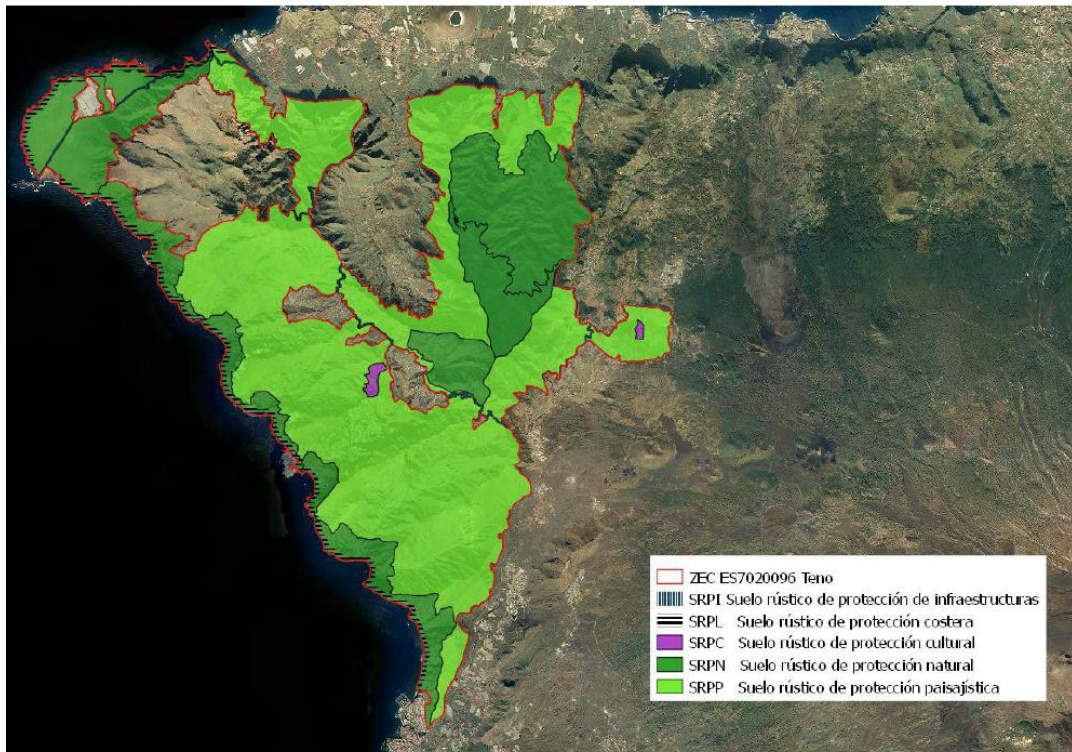 ZEC ES7020096 Teno
SRPI Suelo rústico de protección de infraestructuras
SRPL Suelo rústico de protección costera
SRPC Suelo rústico de protección cultural
SRPN Suelo rústico de protección natural
SRPP Suelo rústico de protección paisajística